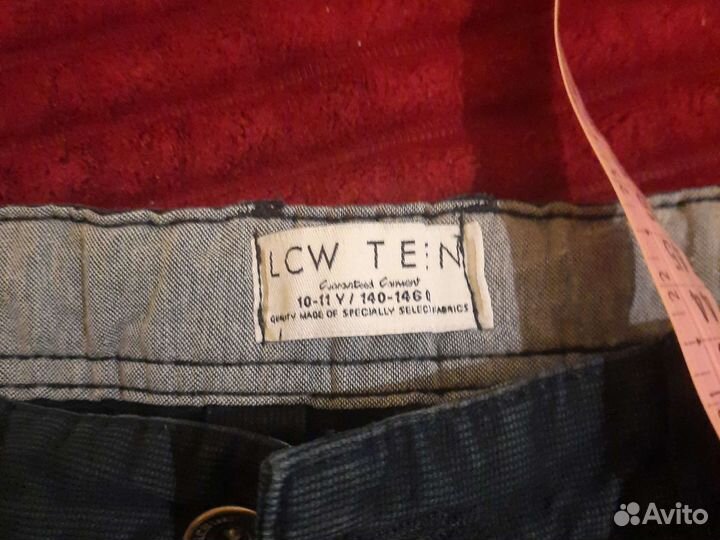 LCW TEEN
Guaranteed Garment
10-11 Y / 140-146
QUALITY MADE OF SPECIALLY SELECTED FABRICS
Avito